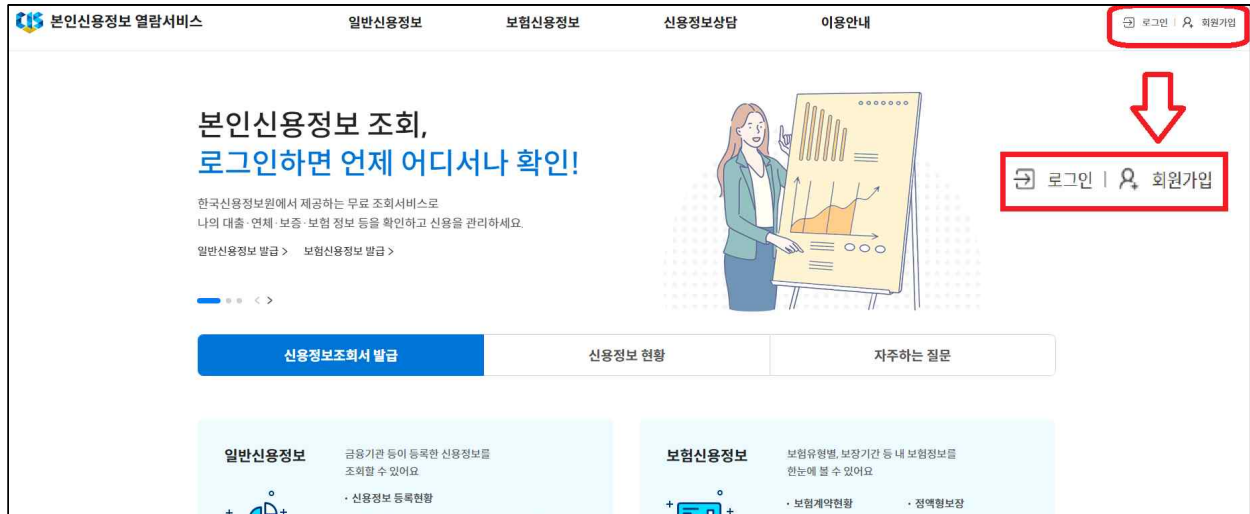 CIS 본인신용정보 열람서비스 일반신용정보 보험신용정보 신용정보상담 이용안내 로그인 | 회원가입
본인신용정보 조회,
로그인하면 언제 어디서나 확인!
로그인 | 회원가입
한국신용정보원에서 제공하는 무료 조회서비스로
나의 대출·연체·보증·보험 정보 등을 확인하고 신용을 관리하세요.
일반신용정보 발급 > 보험신용정보 발급 >
신용정보조회서 발급 신용정보 현황 자주하는 질문
일반신용정보
금융기관 등이 등록한 신용정보를
조회할 수 있어요
· 신용정보 등록현황
보험신용정보
보험유형별, 보장기간 등 내 보험정보를
한눈에 볼 수 있어요
· 보험계약현황 · 정액형보장